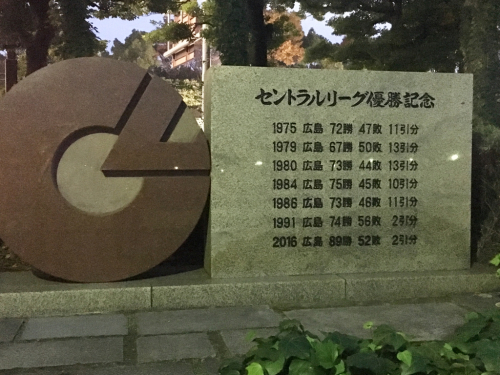 セントラルリーグ優勝記念
1975 広島 72勝 47敗 11引分
1979 広島 67勝 50敗 13引分
1980 広島 73勝 44敗 13引分
1984 広島 75勝 45敗 10引分
1986 広島 73勝 46敗 11引分
1991 広島 74勝 56敗 2引分
2016 広島 89勝 52敗 2引分